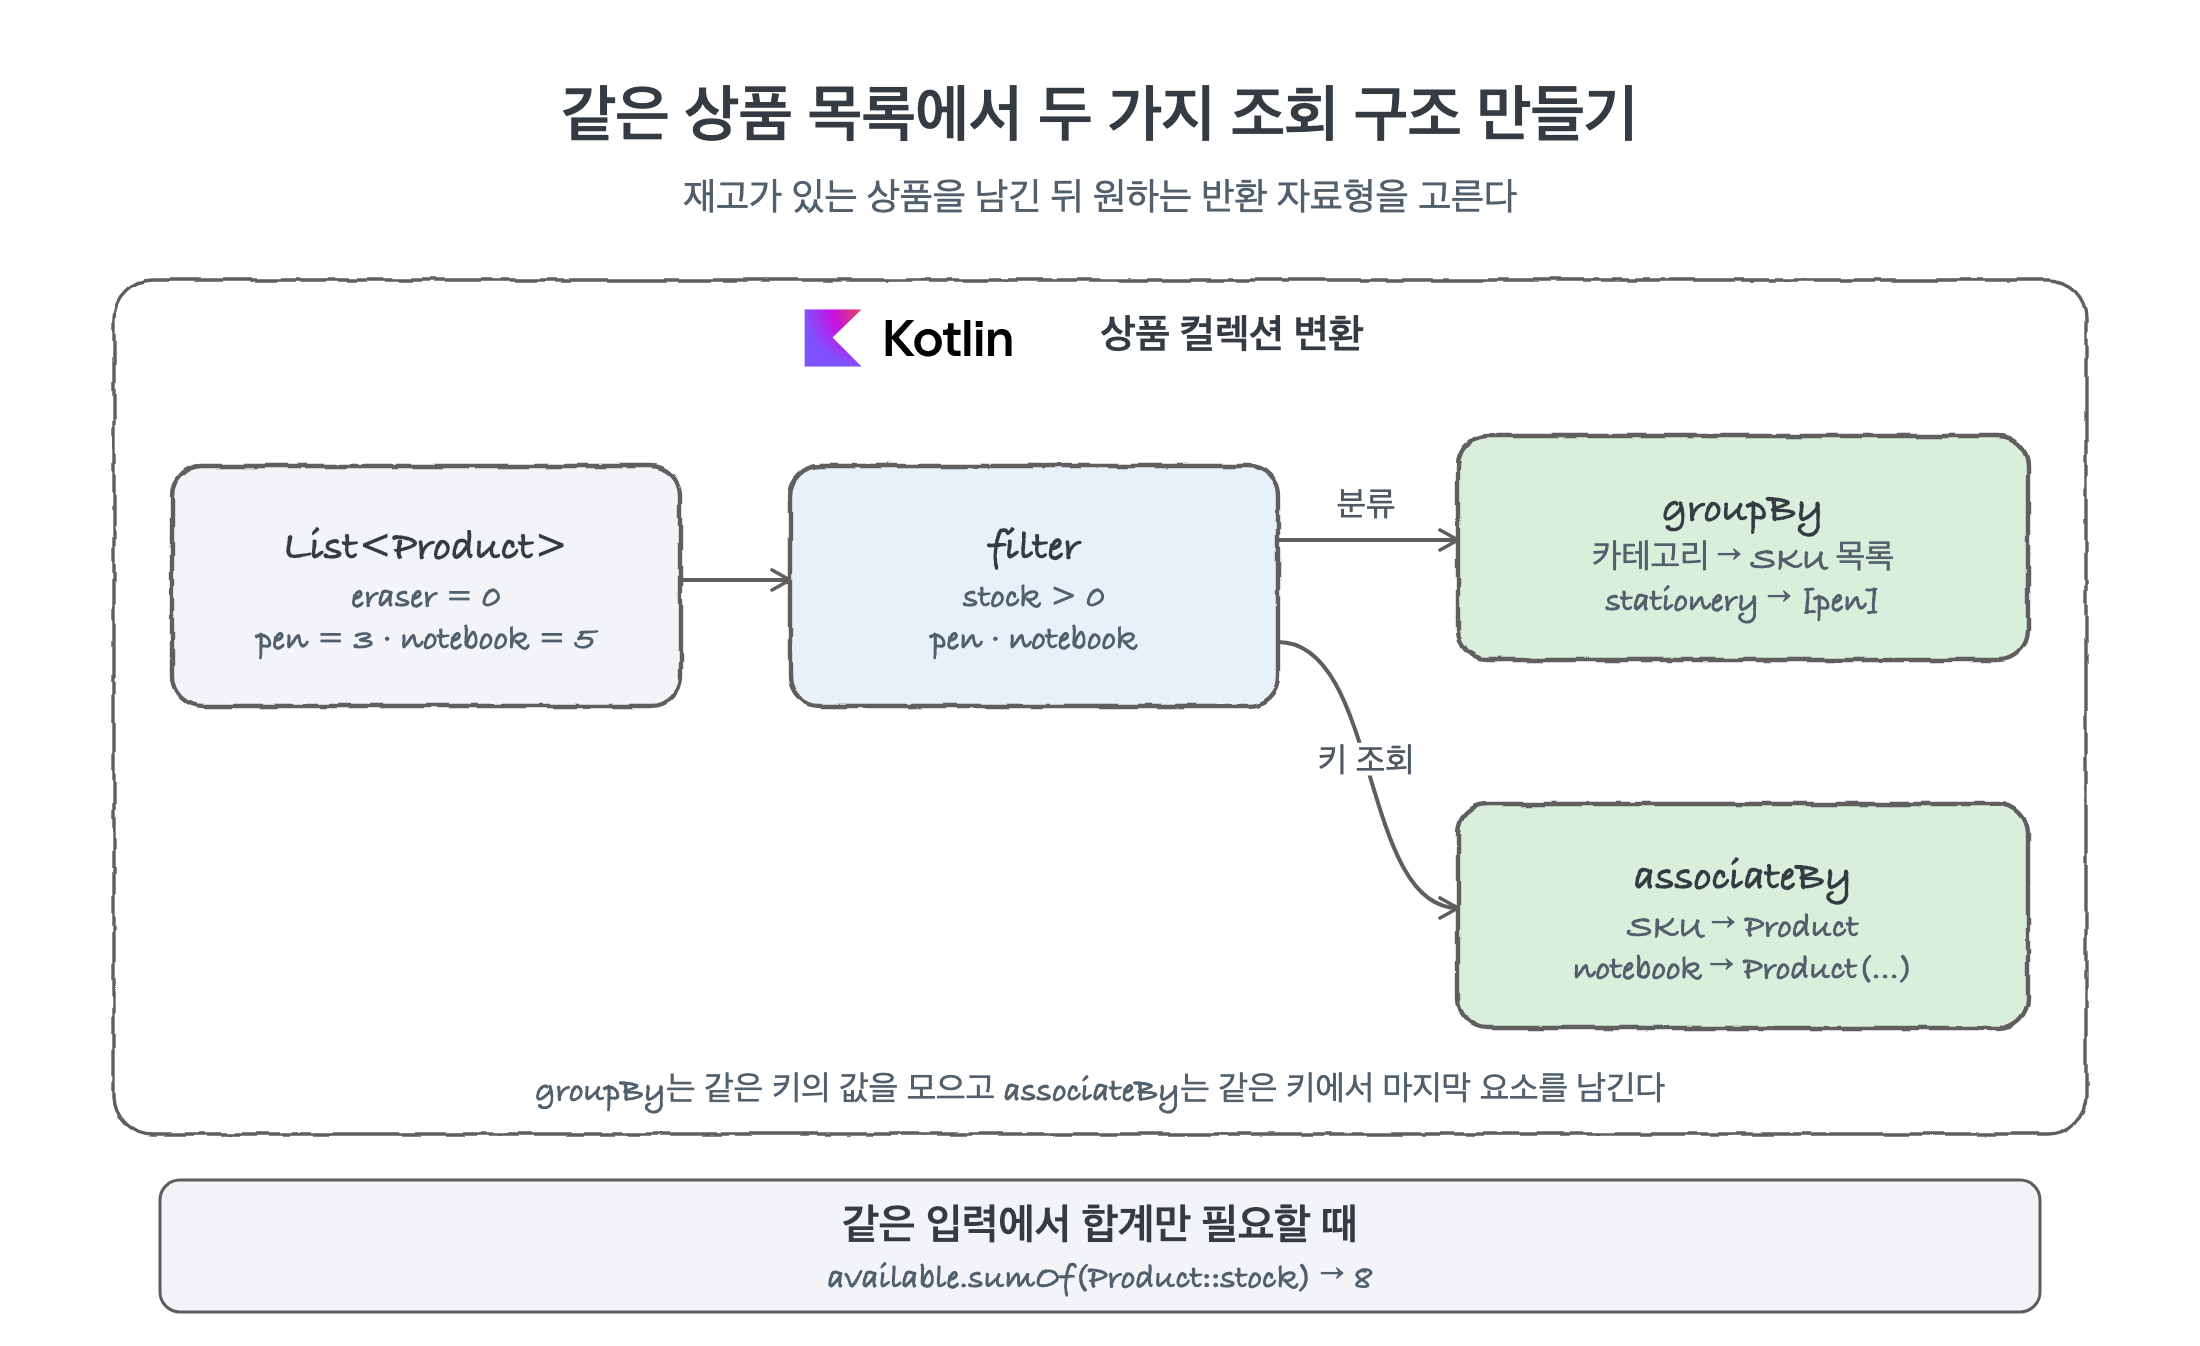 같은 상품 목록에서 두 가지 조회 구조 만들기
재고가 있는 상품을 남긴 뒤 원하는 반환 자료형을 고른다
Kotlin 상품 컬렉션 변환
List<Product>
eraser = 0
pen = 3 · notebook = 5
filter
stock > 0
pen · notebook
분류
groupBy
카테고리 → SKU 목록
stationery → [pen]
키 조회
associateBy
SKU → Product
notebook → Product(...)
groupBy는 같은 키의 값을 모으고 associateBy는 같은 키에서 마지막 요소를 남긴다
같은 입력에서 합계만 필요할 때
available.sumOf(Product::stock) → 8